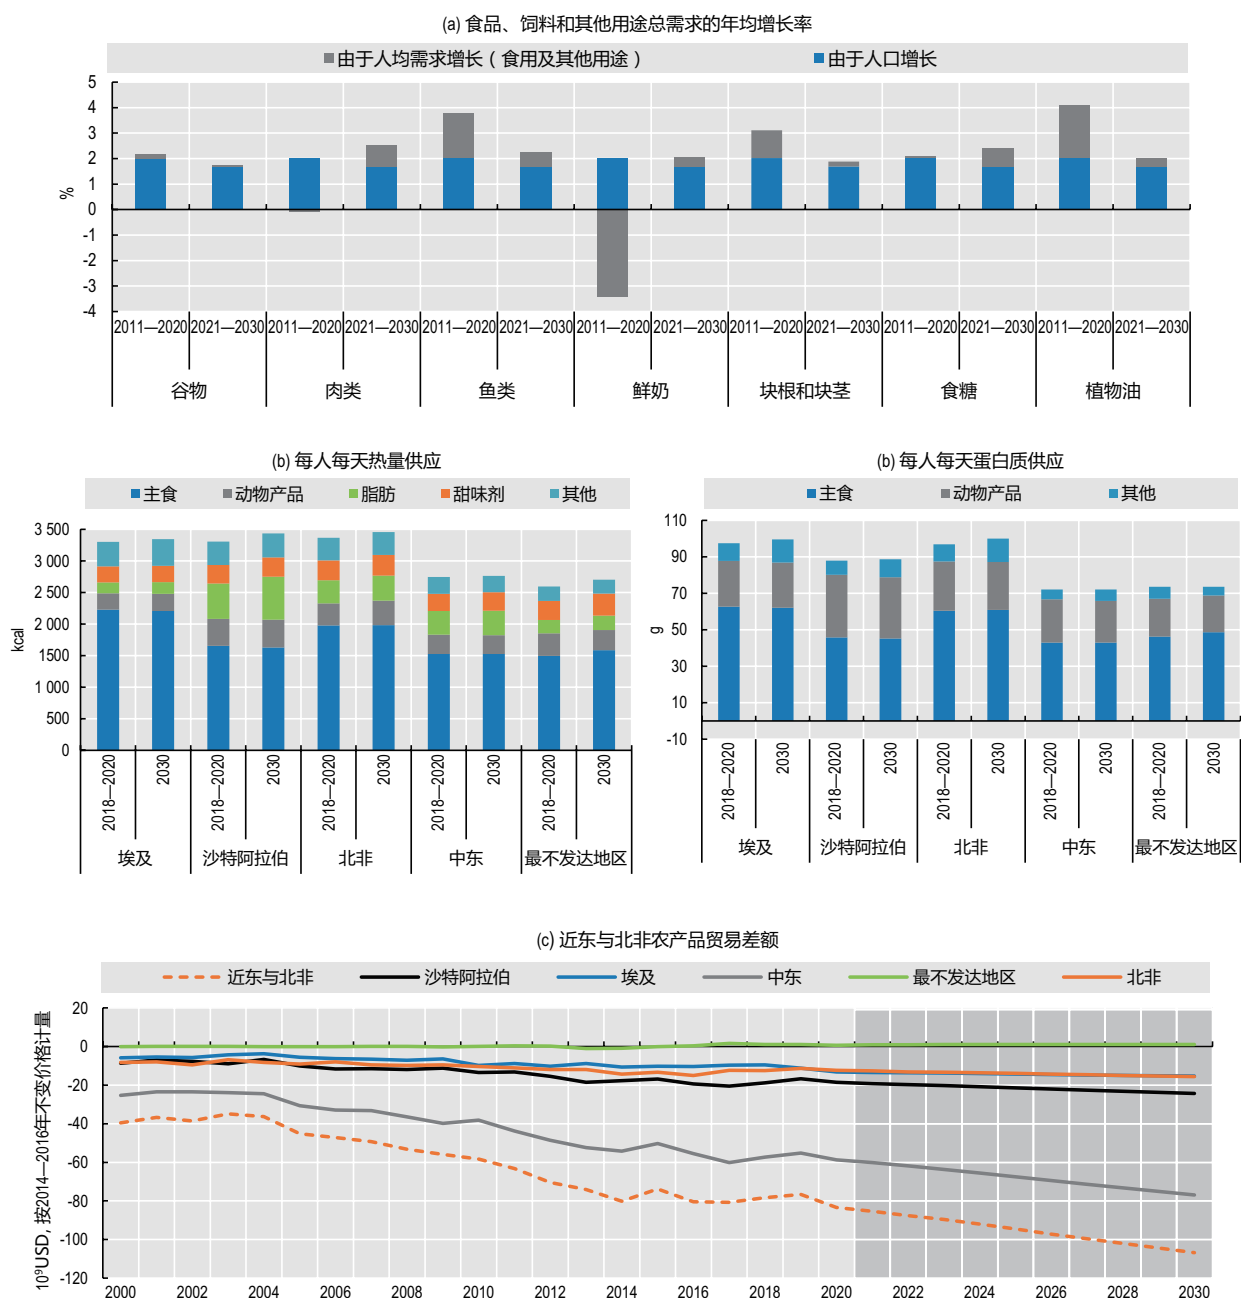 (a) 食品、饲料和其他用途总需求的年均增长率
由于人均需求增长（食用及其他用途） 由于人口增长
5
4
3
2
1
0
-1
-2
-3
-4
%
2011—2020 2021—2030 2011—2020 2021—2030 2011—2020 2021—2030 2011—2020 2021—2030 2011—2020 2021—2030 2011—2020 2021—2030 2011—2020 2021—2030
谷物 肉类 鱼类 鲜奶 块根和块茎 食糖 植物油
(b) 每人每天热量供应
主食 动物产品 脂肪 甜味剂 其他
3 500
3 000
2 500
2 000
1 500
1 000
500
0
kcal
2018—2020 2030 2018—2020 2030 2018—2020 2030 2018—2020 2030 2018—2020 2030
埃及 沙特阿拉伯 北非 中东 最不发达地区
(b) 每人每天蛋白质供应
主食 动物产品 其他
110
90
70
50
30
10
-10
g
2018—2020 2030 2018—2020 2030 2018—2020 2030 2018—2020 2030 2018—2020 2030
埃及 沙特阿拉伯 北非 中东 最不发达地区
(c) 近东与北非农产品贸易差额
近东与北非 沙特阿拉伯 埃及 中东 最不发达地区 北非
10⁹USD, 按2014—2016年不变价格计量
20
0
-20
-40
-60
-80
-100
-120
2000 2002 2004 2006 2008 2010 2012 2014 2016 2018 2020 2022 2024 2026 2028 2030